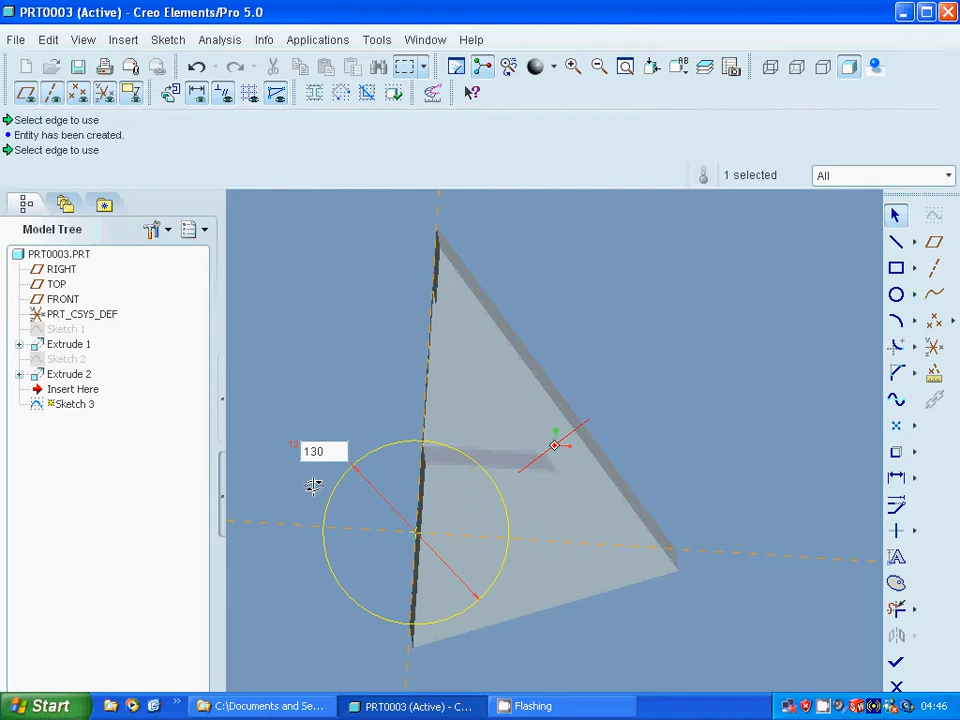 PRT0003 (Active) - Creo Elements/Pro 5.0
File Edit View Insert Sketch Analysis Info Applications Tools Window Help
Select edge to use
Entity has been created.
Select edge to use
1 selected
All
Model Tree
PRT0003.PRT
RIGHT
TOP
FRONT
PRT_CSYS_DEF
Sketch 1
Extrude 1
Sketch 2
Extrude 2
Insert Here
Sketch 3
130
Start
C:\Documents and Se...
PRT0003 (Active) - C...
Flashing
04:46